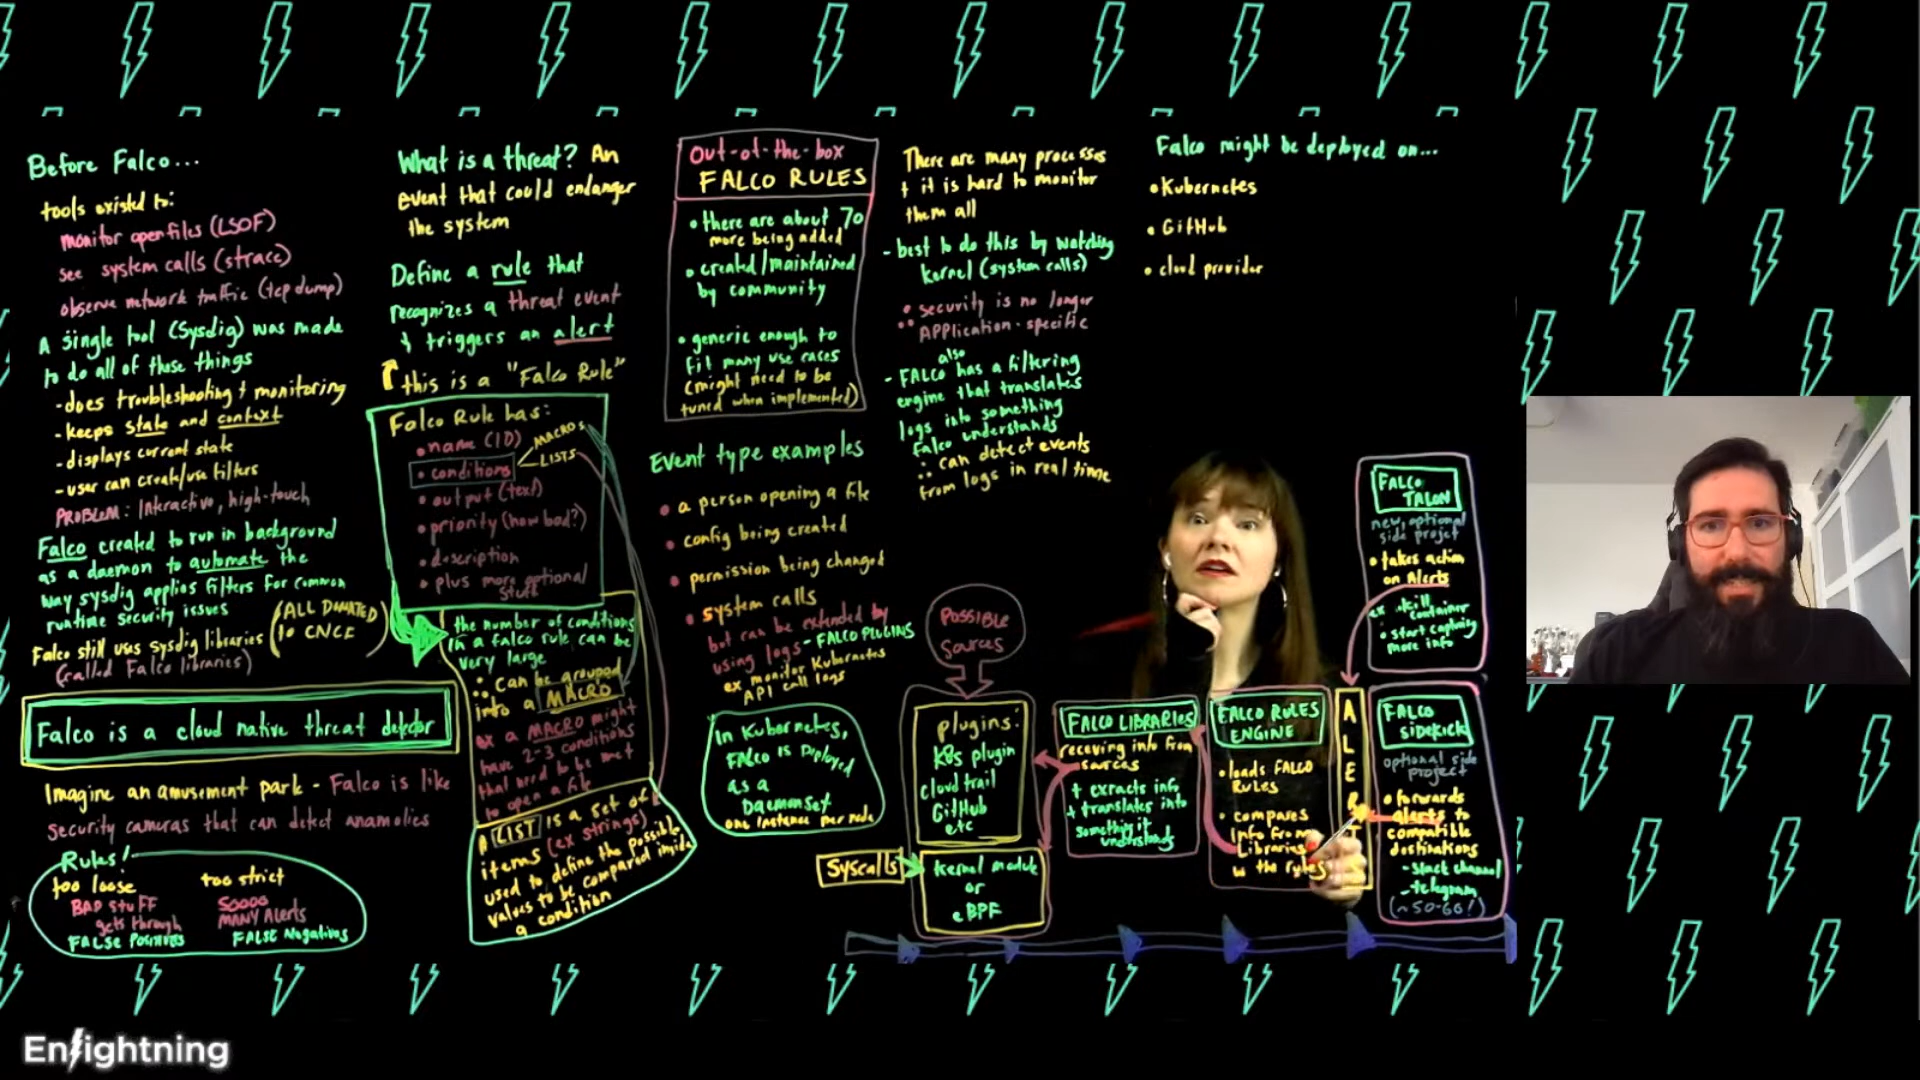 Before Falco...
tools existed to:
monitor open files (LSOF)
see system calls (strace)
observe network traffic (tcp dump)
A single tool (Sysdig) was made
to do all of these things
- does troubleshooting + monitoring
- keeps state and context
- displays current state
- user can create/use filters
PROBLEM: Interactive, high-touch
Falco created to run in background
as a daemon to automate the
way sysdig applies filters for common
runtime security issues
(ALL DONATED
to CNCF)
Falco still uses sysdig libraries
(called Falco libraries)
Falco is a cloud native threat detector
Imagine an amusement park - Falco is like
security cameras that can detect anamolies
Rules!
too loose
BAD STUFF
gets through
FALSE POSITIVES
too strict
SOOOO
MANY Alerts
FALSE Negatives
What is a threat? An
event that could endanger
the system
Define a rule that
recognizes a threat event
+ triggers an alert
this is a "Falco Rule"
Falco Rule has:
• name (ID)
• conditions
MACROS
LISTS
• output (text)
• priority (how bad?)
• description
• plus more optional
stuff
the number of conditions
in a falco rule can be
very large
∴ can be grouped
into a MACRO
ex a MACRO might
have 2-3 conditions
that need to be met
to open a file
A LIST is a set of
items (ex strings)
used to define the possible
values to be compared inside
a condition
Out-of-the-box
FALCO RULES
• there are about 70
more being added
• created/maintained
by community
• generic enough to
fit many use cases
(might need to be
tuned when implemented)
Event type examples
• a person opening a file
• config being created
• permission being changed
• system calls
but can be extended by
using logs - FALCO PLUGINS
ex monitor Kubernetes
API call logs
In Kubernetes,
FALCO is Deployed
as a
DaemonSet
one instance per node
There are many processes
+ it is hard to monitor
them all
- best to do this by watching
kernel (system calls)
• security is no longer
APPlication-specific
also
- FALCO has a filtering
engine that translates
logs into something
Falco understands
∴ can detect events
from logs in real time
Falco might be deployed on...
• Kubernetes
• GitHub
• cloud provider
Possible
Sources
plugins:
k8s plugin
cloud trail
GitHub
etc
Syscalls
kernel module
or
eBPF
FALCO LIBRARIES
receving info from
sources
+ exracts info
+ translates into
something it
understands
FALCO RULES
ENGINE
• loads FALCO
RULES
• compares
info from
Libraries
w the rules
ALERT
FALCO
TALON
new, optional
side projet
• takes action
on Alerts
ex • kill
container
• start capturing
more info
FALCO
SIDEKICK
optional side
project
• forwards
alerts to
compatible
destinations
- slack channel
- telegram
(~50-60!)
Enlightning